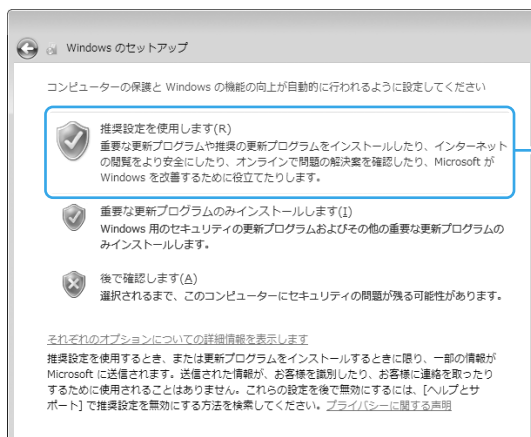 Windows のセットアップ
コンピューターの保護と Windows の機能の向上が自動的に行われるように設定してください
推奨設定を使用します(R)
重要な更新プログラムや推奨の更新プログラムをインストールしたり、インターネット
の閲覧をより安全にしたり、オンラインで問題の解決案を確認したり、Microsoft が
Windows を改善するために役立てたりします。
重要な更新プログラムのみインストールします(I)
Windows 用のセキュリティの更新プログラムおよびその他の重要な更新プログラムの
みインストールします。
後で確認します(A)
選択されるまで、このコンピューターにセキュリティの問題が残る可能性があります。
それぞれのオプションについての詳細情報を表示します
推奨設定を使用するとき、または更新プログラムをインストールするときに限り、一部の情報が
Microsoft に送信されます。送信された情報が、お客様を識別したり、お客様に連絡を取ったり
するために使用されることはありません。これらの設定を後で無効にするには、[ヘルプとサ
ポート] で推奨設定を無効にする方法を検索してください。プライバシーに関する声明